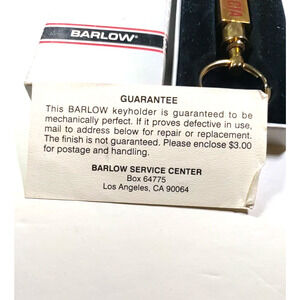 BARLOW®
GUARANTEE
This BARLOW keyholder is guaranteed to be
mechanically perfect. If it proves defective in use,
mail to address below for repair or replacement.
The finish is not guaranteed. Please enclose $3.00
for postage and handling.
BARLOW SERVICE CENTER
Box 64775
Los Angeles, CA 90064